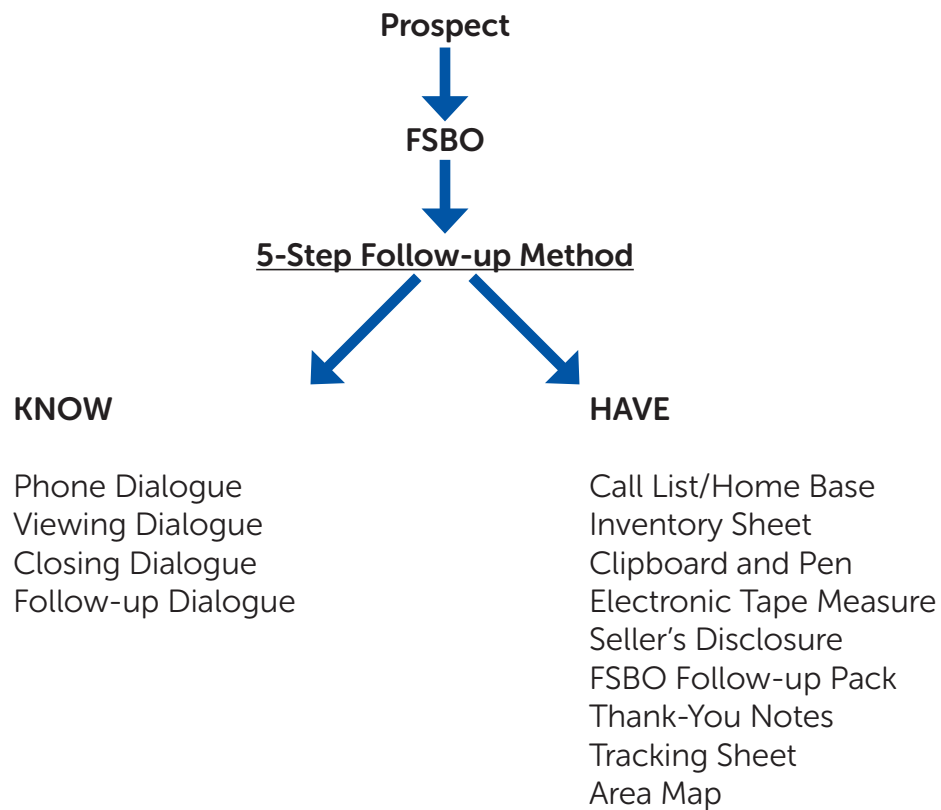 Prospect
FSBO
5-Step Follow-up Method
KNOW
Phone Dialogue
Viewing Dialogue
Closing Dialogue
Follow-up Dialogue
HAVE
Call List/Home Base
Inventory Sheet
Clipboard and Pen
Electronic Tape Measure
Seller’s Disclosure
FSBO Follow-up Pack
Thank-You Notes
Tracking Sheet
Area Map